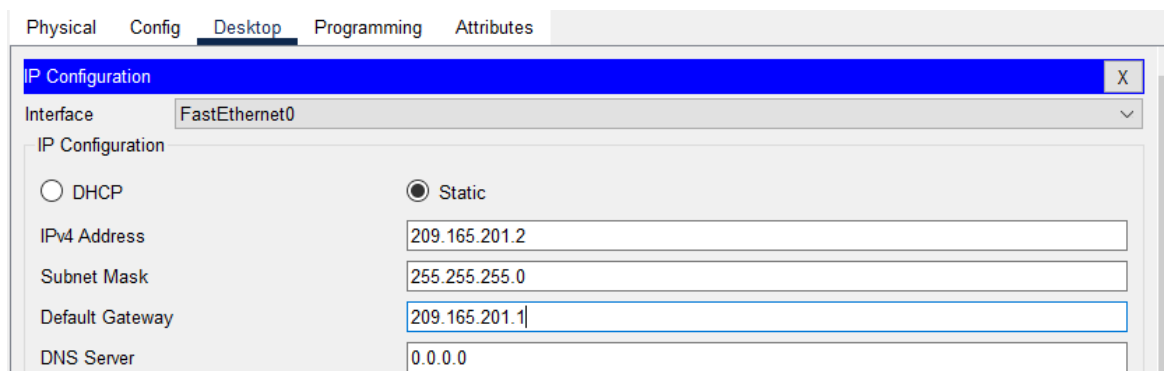 Physical Config Desktop Programming Attributes
IP Configuration X
Interface FastEthernet0
IP Configuration
DHCP Static
IPv4 Address 209.165.201.2
Subnet Mask 255.255.255.0
Default Gateway 209.165.201.1
DNS Server 0.0.0.0